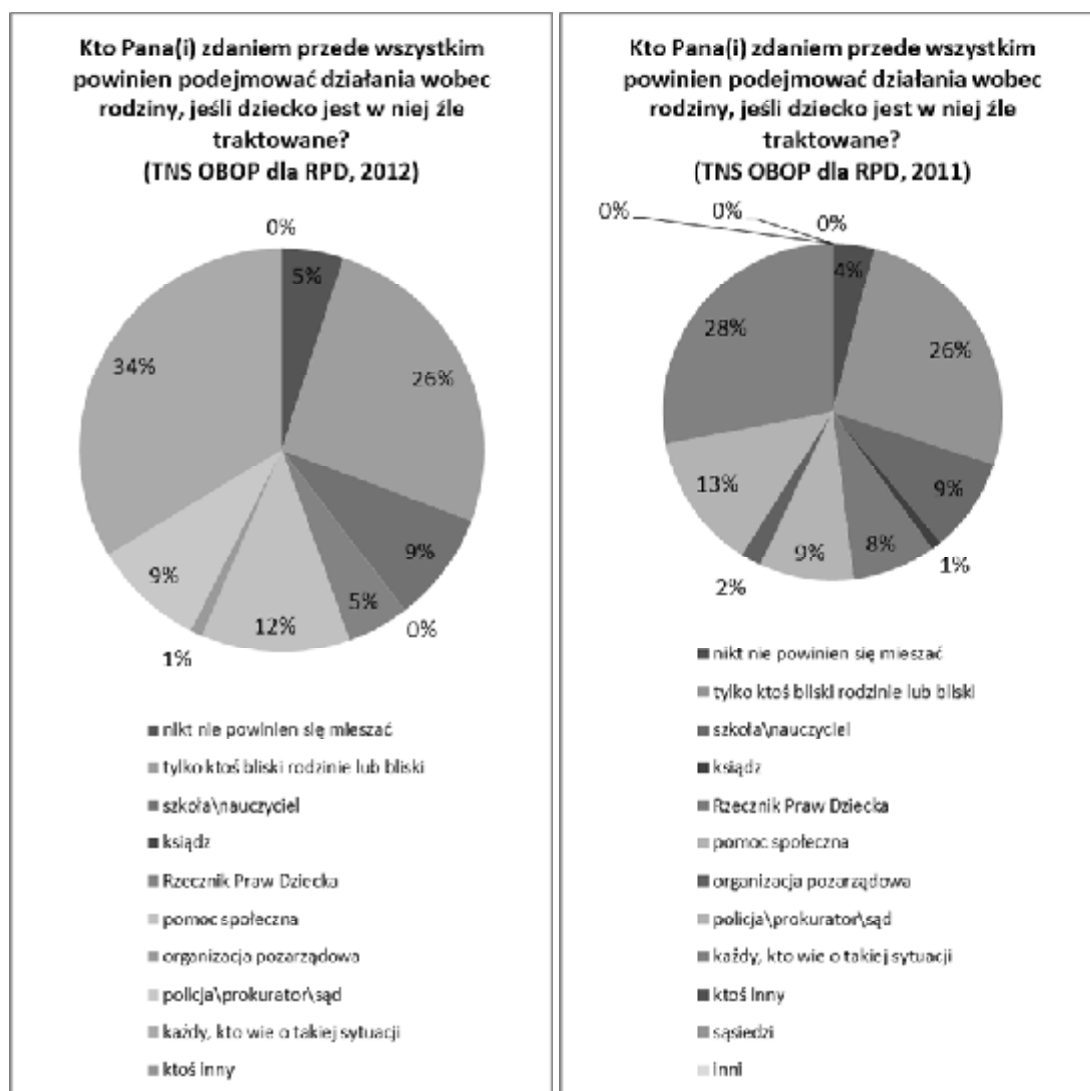 Kto Pana(i) zdaniem przede wszystkim
powinien podejmować działania wobec
rodziny, jeśli dziecko jest w niej źle
traktowane?
(TNS OBOP dla RPD, 2012)
0%
5%
26%
9%
0%
5%
12%
1%
9%
34%
nikt nie powinien się mieszać
tylko ktoś bliski rodzinie lub bliski
szkoła\nauczyciel
ksiądz
Rzecznik Praw Dziecka
pomoc społeczna
organizacja pozarządowa
policja\prokurator\sąd
każdy, kto wie o takiej sytuacji
ktoś inny
Kto Pana(i) zdaniem przede wszystkim
powinien podejmować działania wobec
rodziny, jeśli dziecko jest w niej źle
traktowane?
(TNS OBOP dla RPD, 2011)
0%
0%
0%
4%
26%
9%
1%
8%
9%
2%
13%
28%
nikt nie powinien się mieszać
tylko ktoś bliski rodzinie lub bliski
szkoła\nauczyciel
ksiądz
Rzecznik Praw Dziecka
pomoc społeczna
organizacja pozarządowa
policja\prokurator\sąd
każdy, kto wie o takiej sytuacji
ktoś inny
sąsiedzi
inni